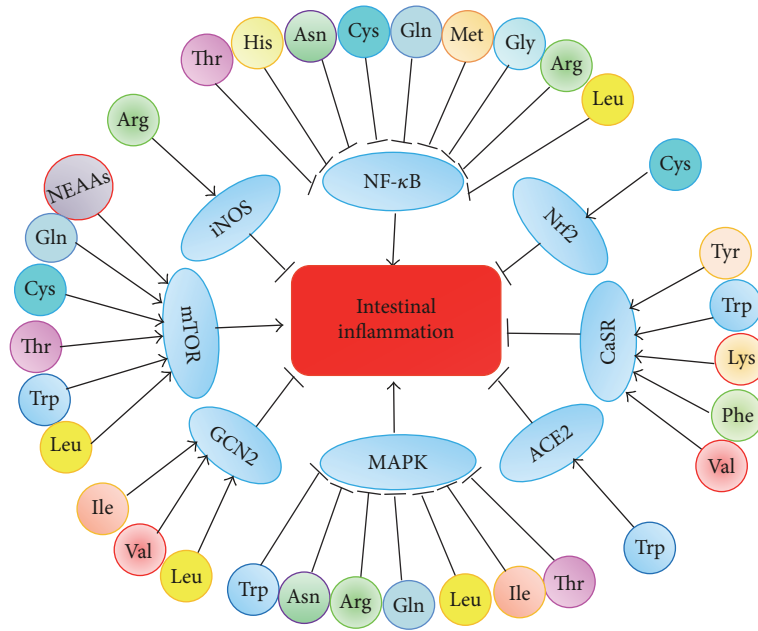 Thr
His
Asn
Cys
Gln
Met
Gly
Arg
Leu
Arg
NF-κB
Cys
NEAAs
iNOS
Nrf2
Gln
Tyr
Cys
mTOR
Intestinal
inflammation
CaSR
Trp
Thr
Lys
Trp
Phe
Leu
GCN2
MAPK
ACE2
Val
Ile
Val
Leu
Trp
Trp
Asn
Arg
Gln
Leu
Ile
Thr